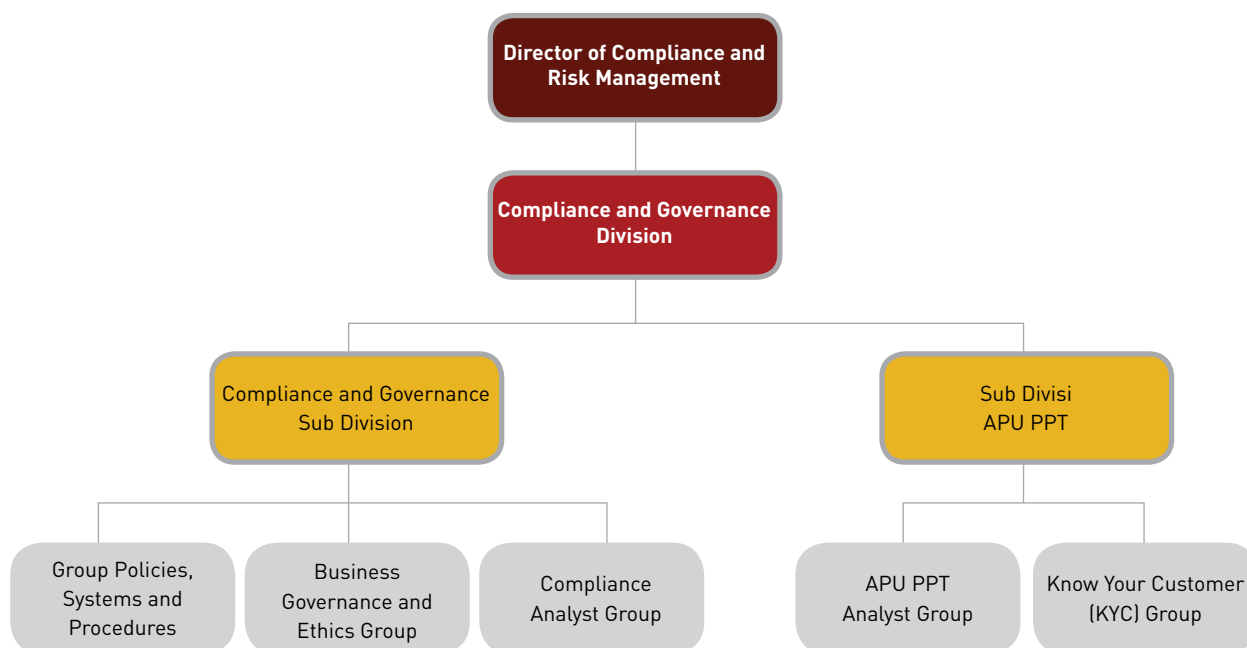 Director of Compliance and
Risk Management
Compliance and Governance
Division
Compliance and Governance
Sub Division
Sub Divisi
APU PPT
Group Policies,
Systems and
Procedures
Business
Governance and
Ethics Group
Compliance
Analyst Group
APU PPT
Analyst Group
Know Your Customer
(KYC) Group